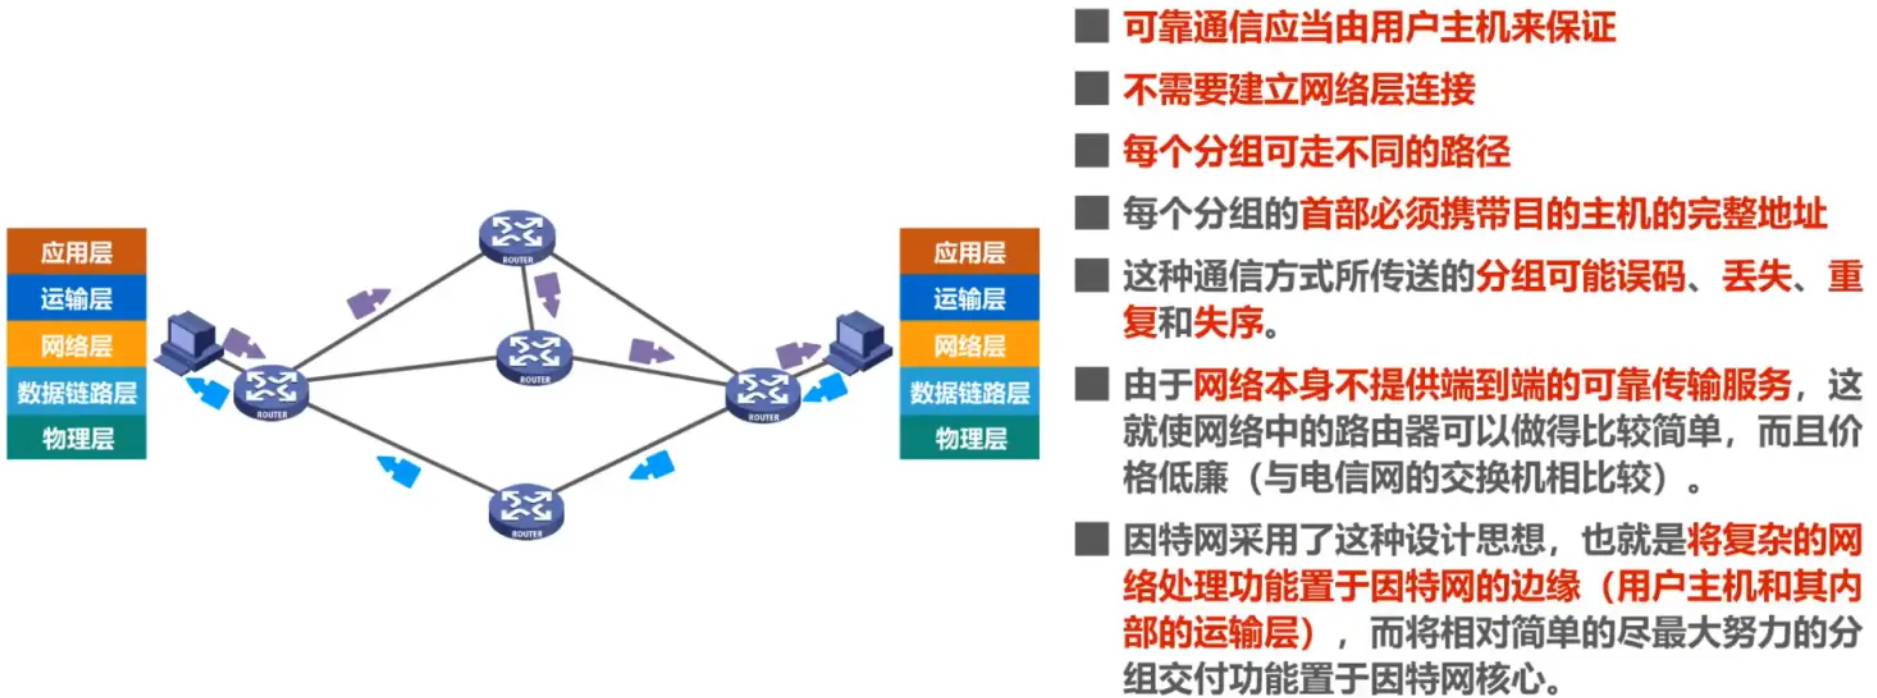 可靠通信应当由用户主机来保证
不需要建立网络层连接
每个分组可走不同的路径
每个分组的首部必须携带目的主机的完整地址
这种通信方式所传送的分组可能误码、丢失、重
复和失序。
由于网络本身不提供端到端的可靠传输服务，这
就使网络中的路由器可以做得比较简单，而且价
格低廉（与电信网的交换机相比较）。
因特网采用了这种设计思想，也就是将复杂的网
络处理功能置于因特网的边缘（用户主机和其内
部的运输层），而将相对简单的尽最大努力的分
组交付功能置于因特网核心。
应用层
运输层
网络层
数据链路层
物理层
ROUTER
ROUTER
ROUTER
ROUTER
ROUTER
应用层
运输层
网络层
数据链路层
物理层